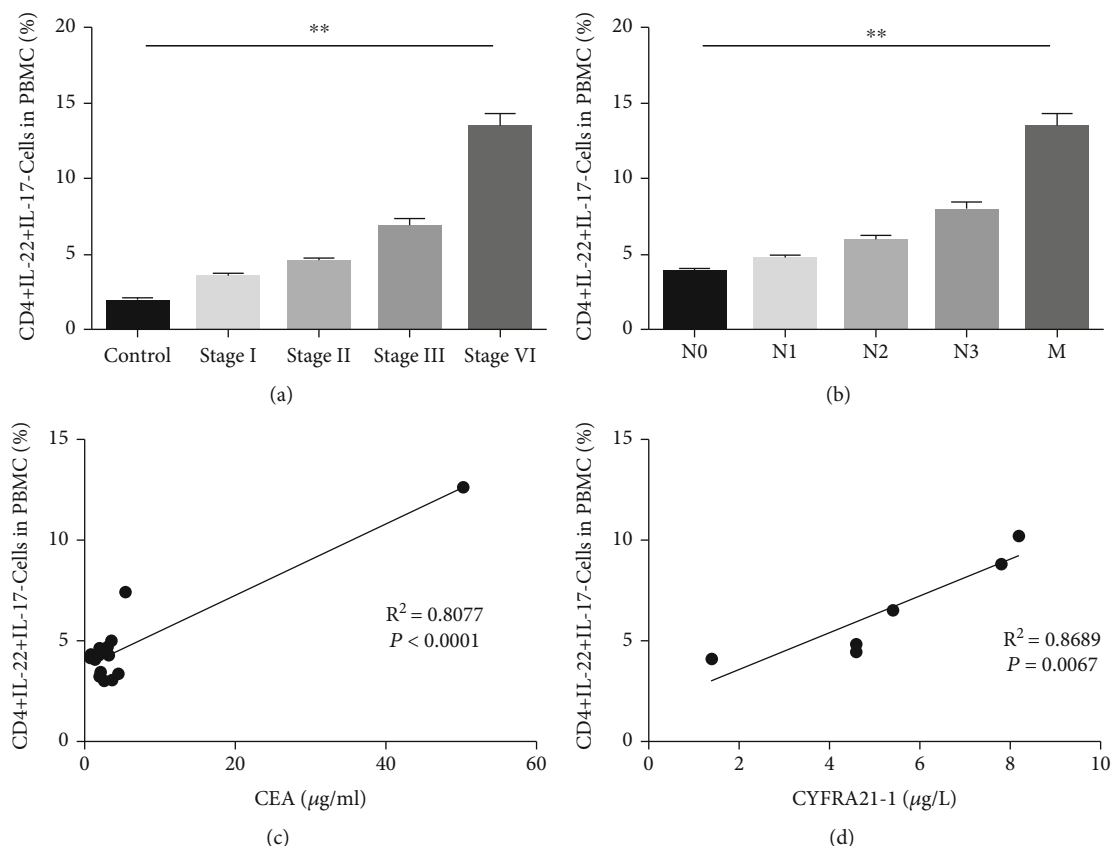 CD4+IL-22+IL-17-Cells in PBMC (%)
20
15
10
5
0
**
Control
Stage I
Stage II
Stage III
Stage VI
(a)
CD4+IL-22+IL-17-Cells in PBMC (%)
20
15
10
5
0
**
N0
N1
N2
N3
M
(b)
CD4+IL-22+IL-17-Cells in PBMC (%)
15
10
5
0
R² = 0.8077
P < 0.0001
0
20
40
60
CEA (μg/ml)
(c)
CD4+IL-22+IL-17-Cells in PBMC (%)
15
10
5
0
R² = 0.8689
P = 0.0067
0
2
4
6
8
10
CYFRA21-1 (μg/L)
(d)